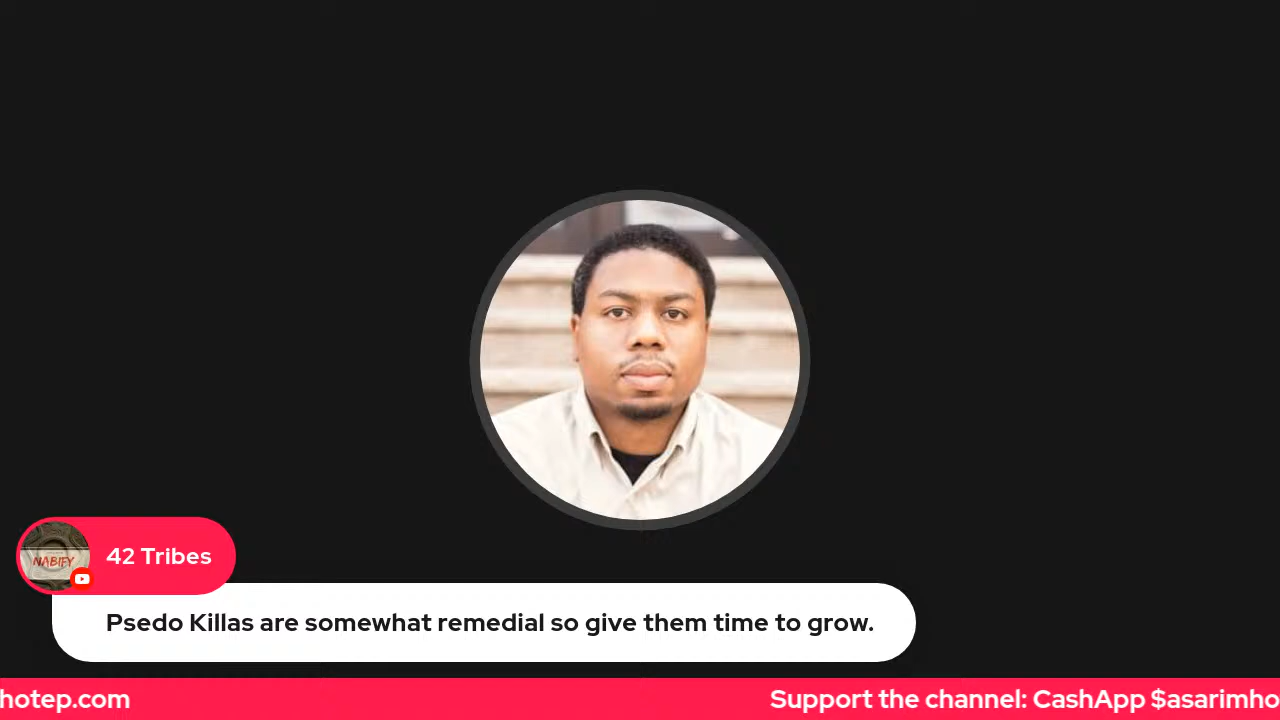 NABIFY
42 Tribes
Psedo Killas are somewhat remedial so give them time to grow.
hotep.com
Support the channel: CashApp $asarimho